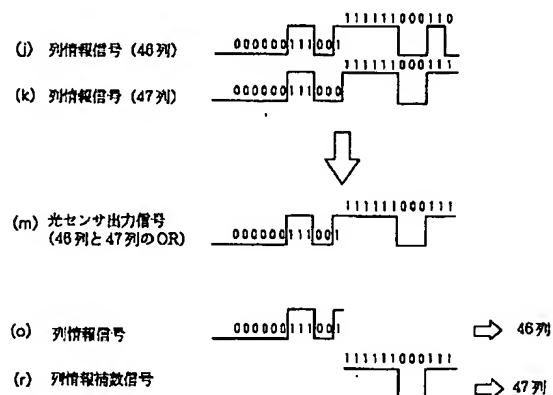 111111000110
(j) 列情報信号 (46列) 000000111001
111111000111
(k) 列情報信号 (47列) 000000111000
111111000111
(m) 光センサ出力信号 000000111001
(46列と47列のOR)
(o) 列情報信号 000000111001 46列
111111000111
(r) 列情報補数信号 47列